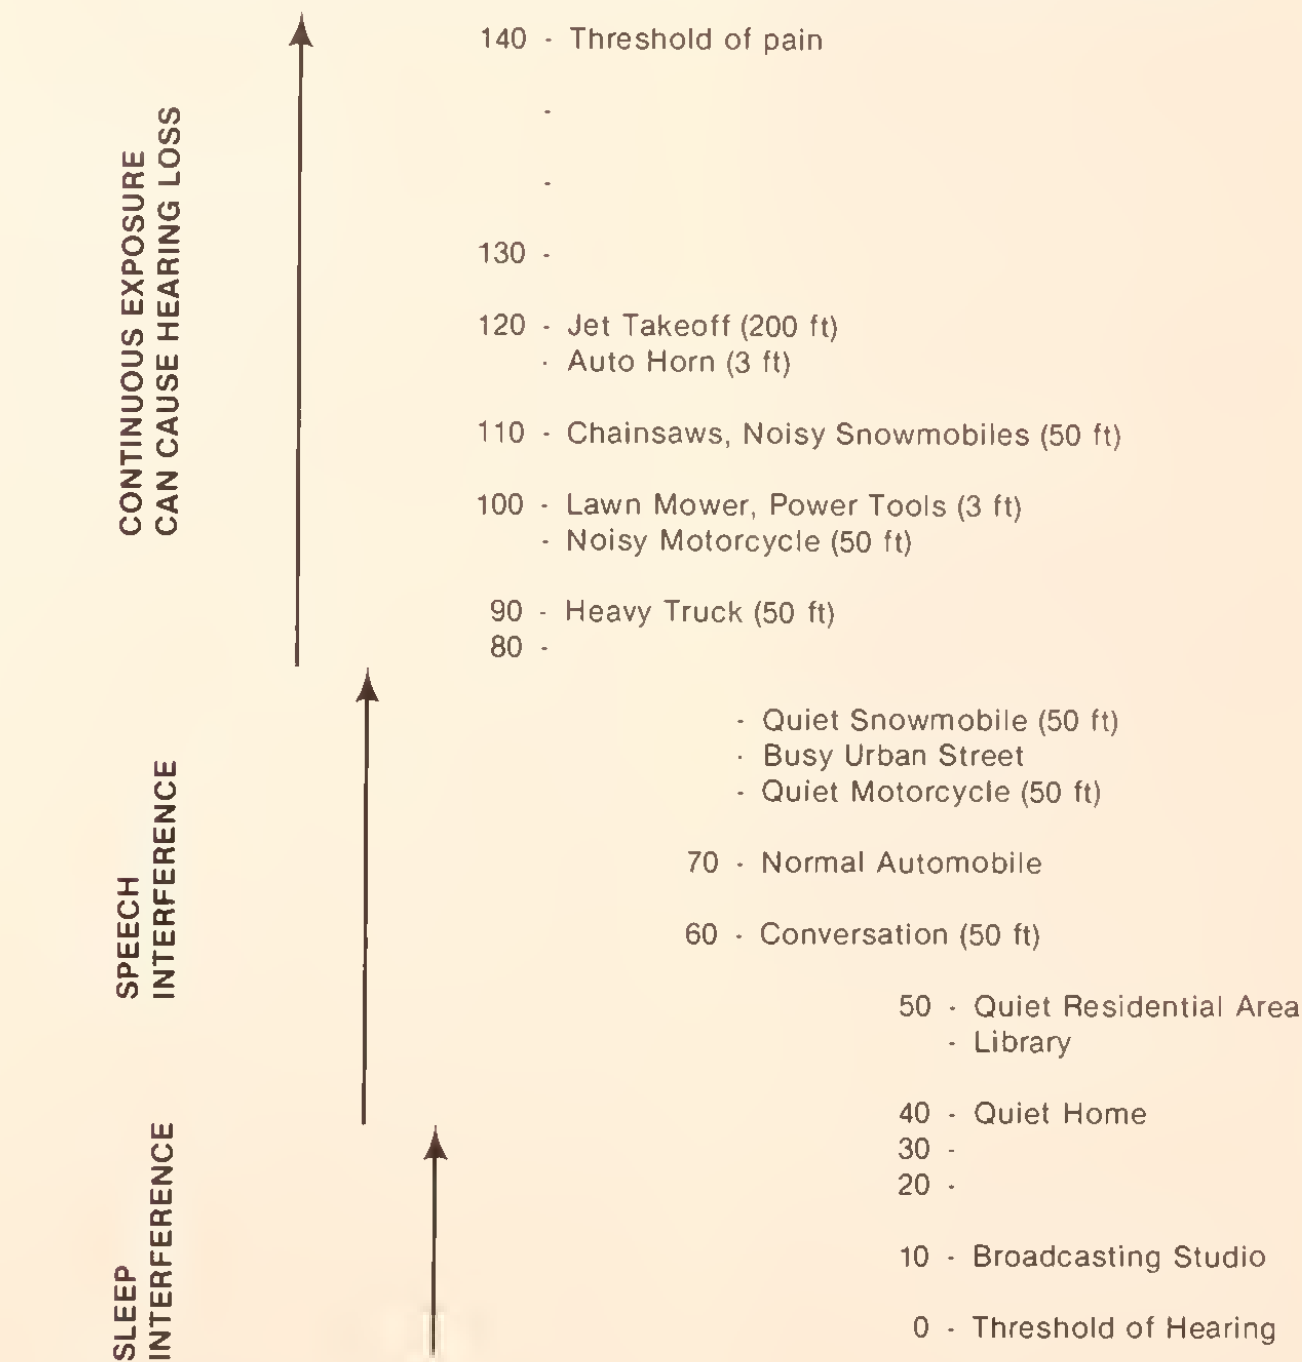 CONTINUOUS EXPOSURE
CAN CAUSE HEARING LOSS
140 - Threshold of pain
-
-
130 -
120 - Jet Takeoff (200 ft)
- Auto Horn (3 ft)
110 - Chainsaws, Noisy Snowmobiles (50 ft)
100 - Lawn Mower, Power Tools (3 ft)
- Noisy Motorcycle (50 ft)
90 - Heavy Truck (50 ft)
80 -
SPEECH
INTERFERENCE
- Quiet Snowmobile (50 ft)
- Busy Urban Street
- Quiet Motorcycle (50 ft)
70 - Normal Automobile
60 - Conversation (50 ft)
50 - Quiet Residential Area
- Library
SLEEP
INTERFERENCE
40 - Quiet Home
30 -
20 -
10 - Broadcasting Studio
0 - Threshold of Hearing